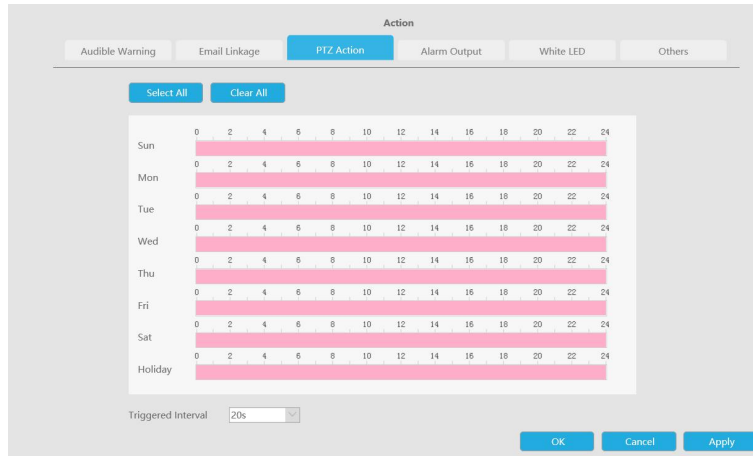 Action
Audible Warning Email Linkage PTZ Action Alarm Output White LED Others
Select All Clear All
0 2 4 6 8 10 12 14 16 18 20 22 24
Sun
0 2 4 6 8 10 12 14 16 18 20 22 24
Mon
0 2 4 6 8 10 12 14 16 18 20 22 24
Tue
0 2 4 6 8 10 12 14 16 18 20 22 24
Wed
0 2 4 6 8 10 12 14 16 18 20 22 24
Thu
0 2 4 6 8 10 12 14 16 18 20 22 24
Fri
0 2 4 6 8 10 12 14 16 18 20 22 24
Sat
0 2 4 6 8 10 12 14 16 18 20 22 24
Holiday
Triggered Interval 20s
OK Cancel Apply